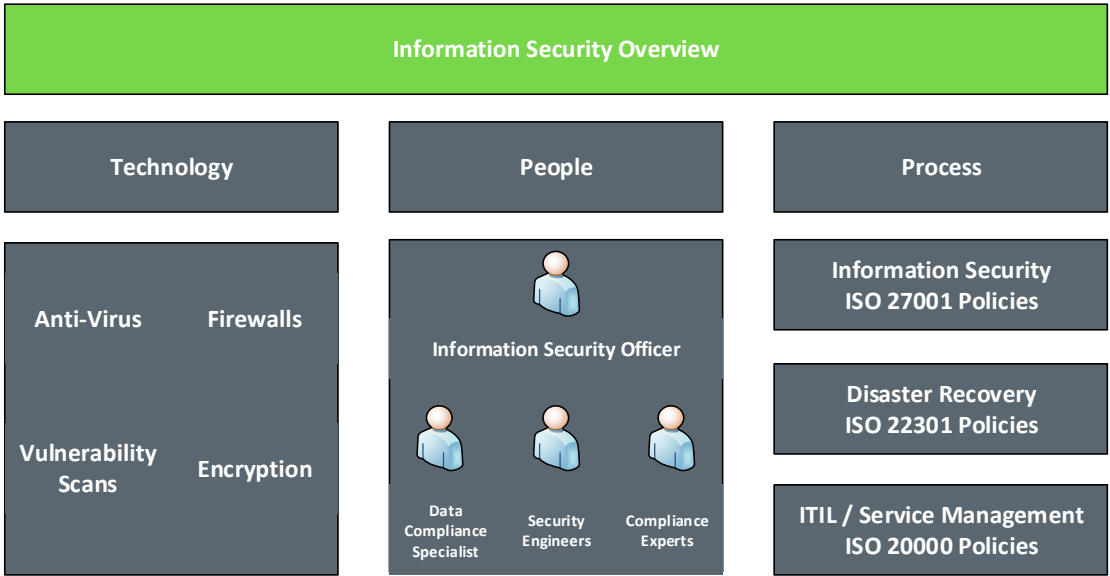 Information Security Overview
Technology
People
Process
Anti-Virus
Firewalls
Vulnerability
Scans
Encryption
Information Security Officer
Data
Compliance
Specialist
Security
Engineers
Compliance
Experts
Information Security
ISO 27001 Policies
Disaster Recovery
ISO 22301 Policies
ITIL / Service Management
ISO 20000 Policies